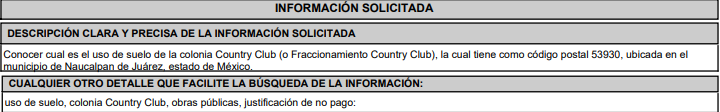 INFORMACIÓN SOLICITADA
DESCRIPCIÓN CLARA Y PRECISA DE LA INFORMACIÓN SOLICITADA
Conocer cual es el uso de suelo de la colonia Country Club (o Fraccionamiento Country Club), la cual tiene como código postal 53930, ubicada en el
municipio de Naucalpan de Juárez, estado de México.
CUALQUIER OTRO DETALLE QUE FACILITE LA BÚSQUEDA DE LA INFORMACIÓN:
uso de suelo, colonia Country Club, obras públicas, justificación de no pago: